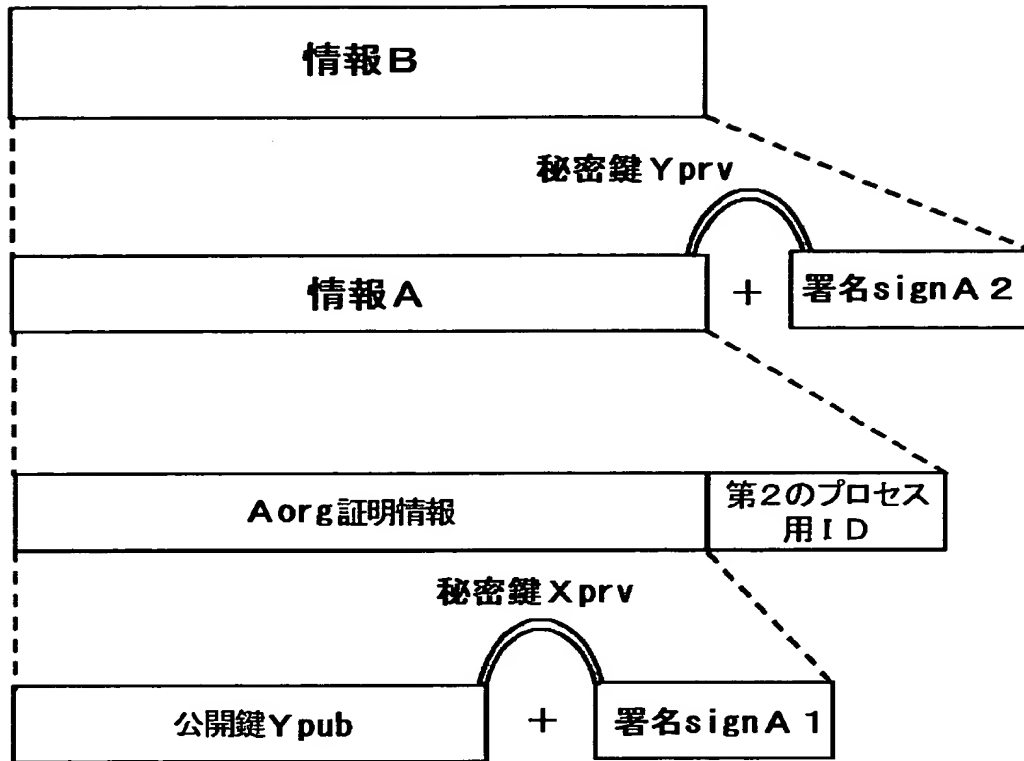 情報B
秘密鍵Yprv
情報A
+
署名signA2
Aorg証明情報
第2のプロセス
用ID
秘密鍵Xprv
公開鍵Ypub
+
署名signA1